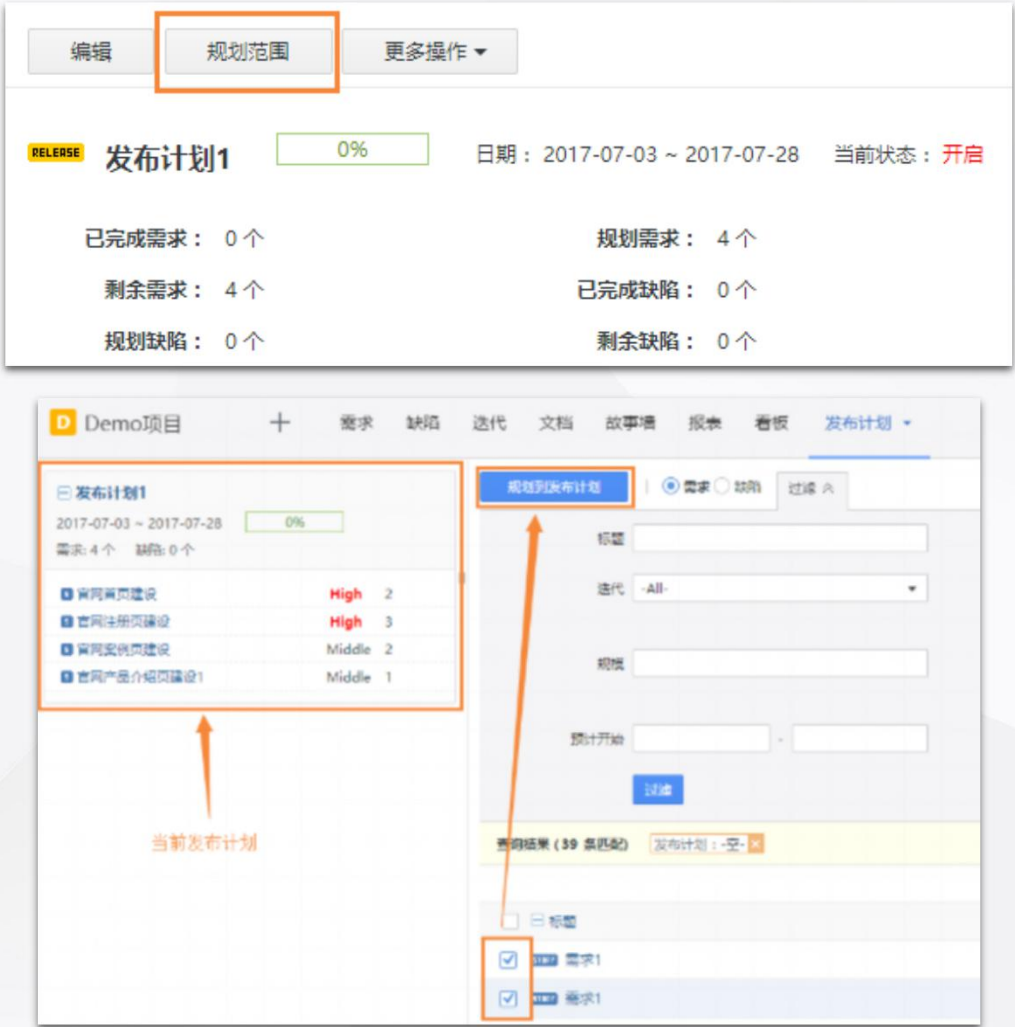 编辑 规划范围 更多操作
RELEASE 发布计划1 0% 日期：2017-07-03 ~ 2017-07-28 当前状态：开启
已完成需求： 0 个 规划需求： 4 个
剩余需求： 4 个 已完成缺陷： 0 个
规划缺陷： 0 个 剩余缺陷： 0 个
D Demo项目 + 需求 缺陷 迭代 文档 故事墙 报表 看板 发布计划
发布计划1
2017-07-03 ~ 2017-07-28 0%
需求: 4 个 缺陷: 0 个
官网首页建设 High 2
官网注册页建设 High 3
官网案例页建设 Middle 2
官网产品介绍页建设1 Middle 1
当前发布计划
规划到发布计划 | 需求 缺陷 过滤
标题
迭代 -All-
规模
预计开始 -
过滤
查询结果 (39 条匹配) 发布计划：-空- ×
标题
需求1
需求1